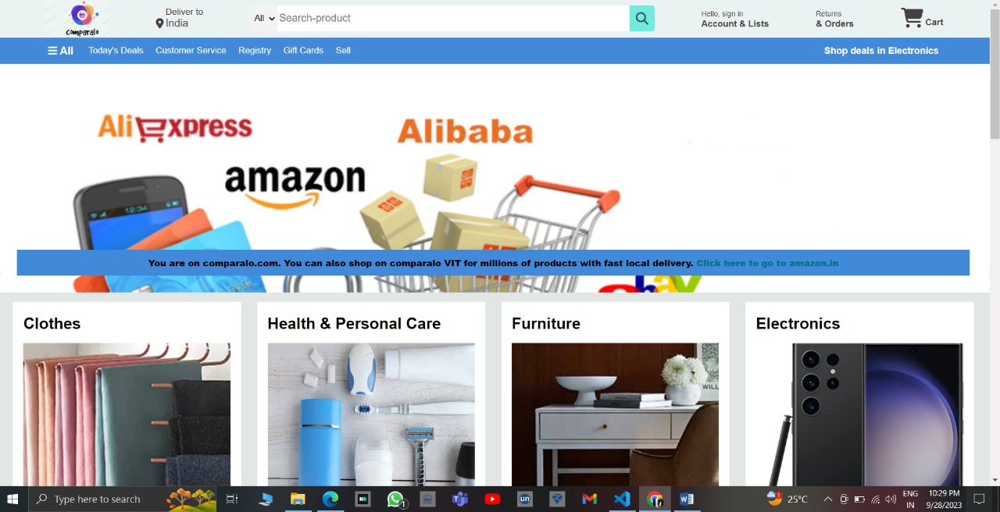 comparalo
Deliver to
India
All
Search-product
Hello, sign in
Account & Lists
Returns
& Orders
Cart
All
Today's Deals
Customer Service
Registry
Gift Cards
Sell
Shop deals in Electronics
AliExpress
Alibaba
amazon
12:34
You are on comparalo.com. You can also shop on comparalo VIT for millions of products with fast local delivery. Click here to go to amazon.in
ebay
Clothes
Health & Personal Care
Furniture
Electronics
WILL
Type here to search
1
un
W
1
25°C
ENG
IN
10:29 PM
9/28/2023